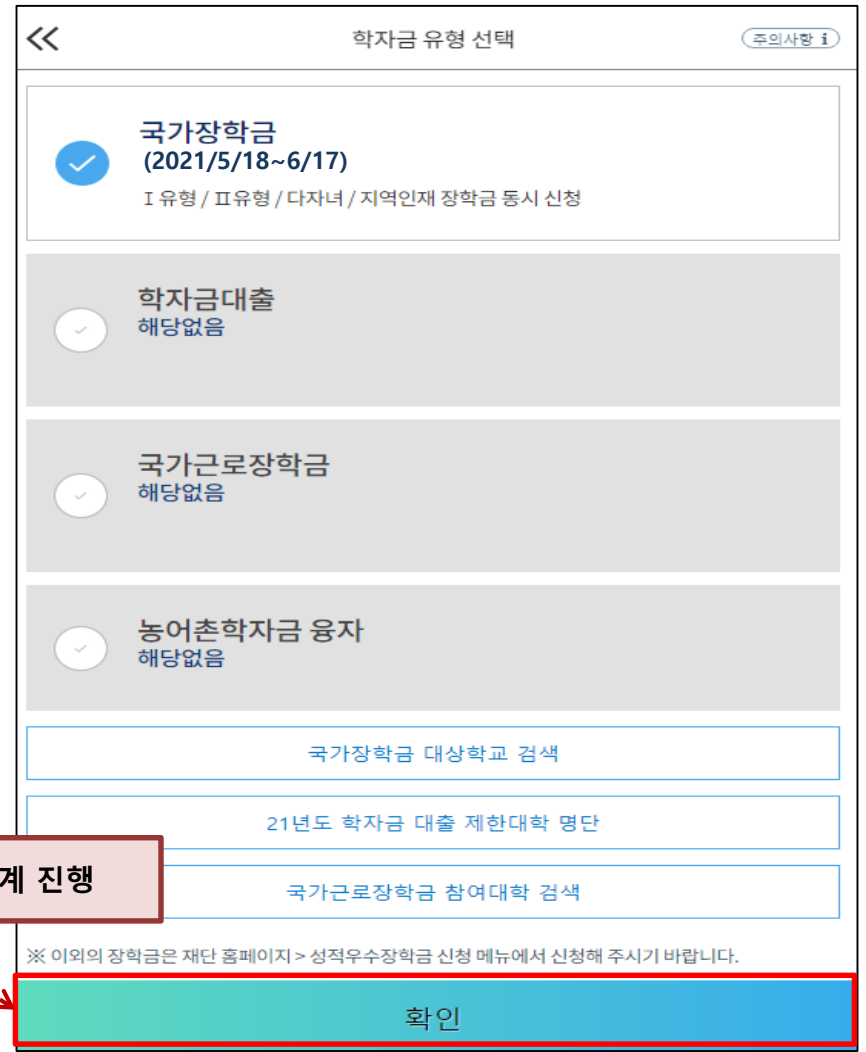 학자금 유형 선택
주의사항 i
국가장학금
(2021/5/18~6/17)
I 유형 / II유형 / 다자녀 / 지역인재 장학금 동시 신청
학자금대출
해당없음
국가근로장학금
해당없음
농어촌학자금 융자
해당없음
국가장학금 대상학교 검색
21년도 학자금 대출 제한대학 명단
계 진행
국가근로장학금 참여대학 검색
※ 이외의 장학금은 재단 홈페이지 > 성적우수장학금 신청 메뉴에서 신청해 주시기 바랍니다.
확인